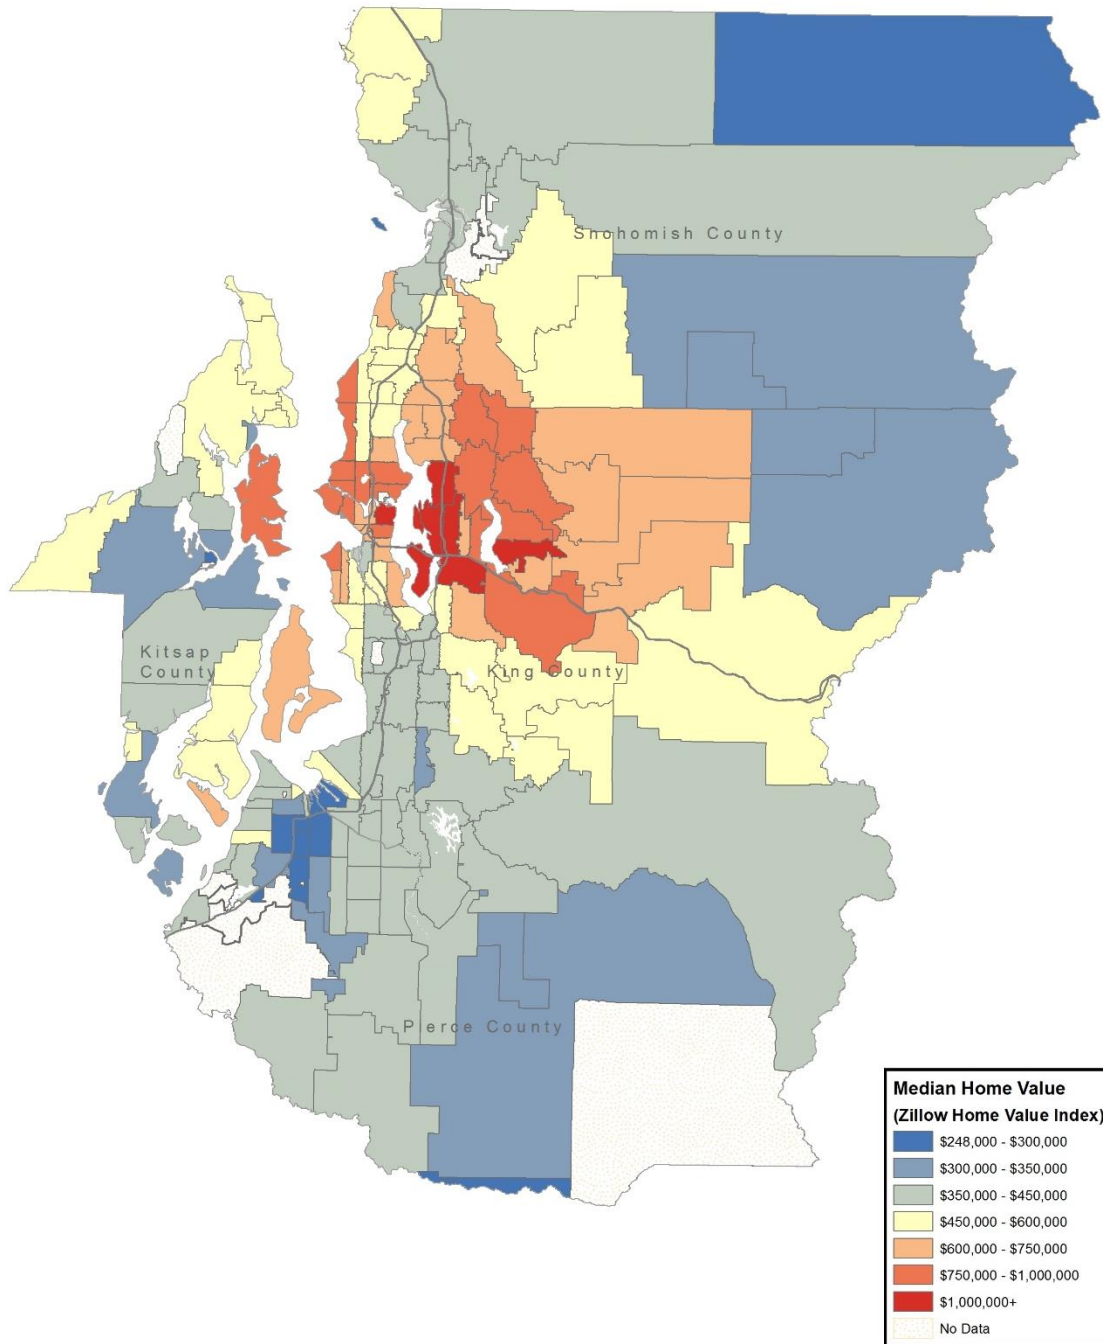 Snohomish County
Kitsap
County
King County
Pierce County
Median Home Value
(Zillow Home Value Index)
$248,000 - $300,000
$300,000 - $350,000
$350,000 - $450,000
$450,000 - $600,000
$600,000 - $750,000
$750,000 - $1,000,000
$1,000,000+
No Data